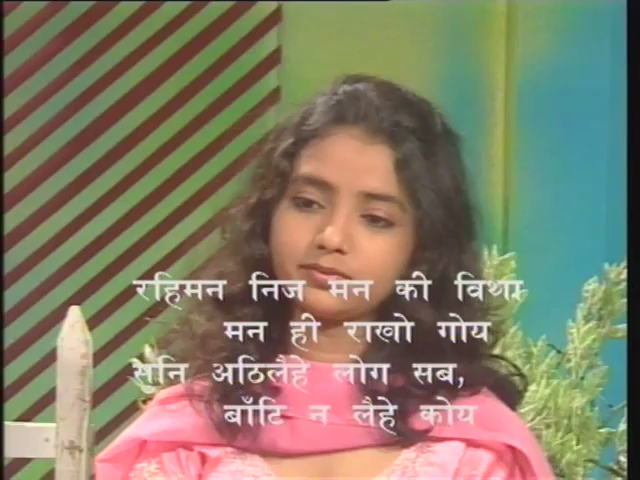 रहिमन निज मन की विथा
मन ही राखो गोय
सुनि अठिलैहे लोग सब,
बाँटि न लैहे कोय